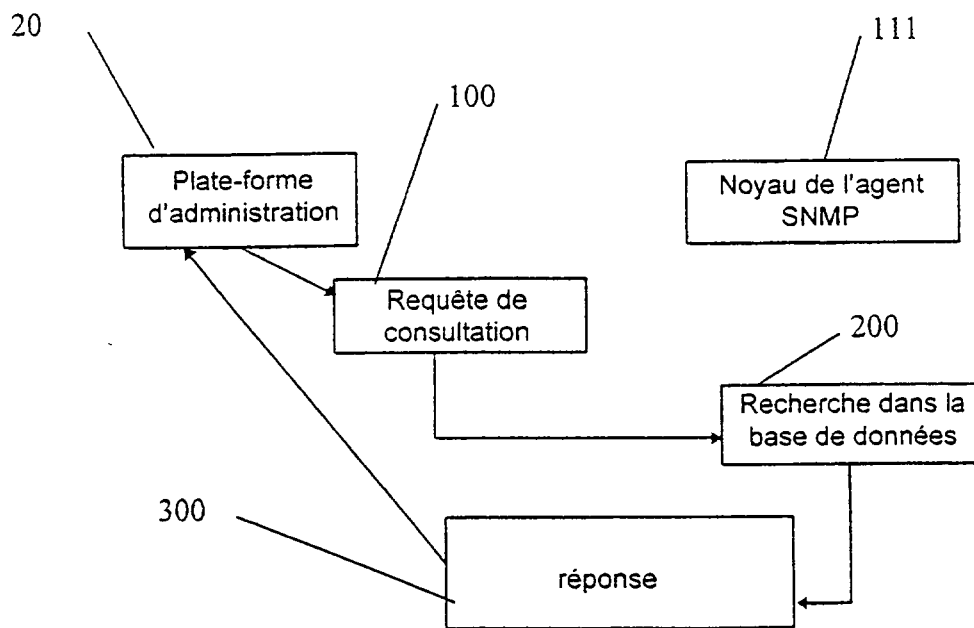 20
111
100
Plate-forme
d'administration
Noyau de l'agent
SNMP
Requête de
consultation
200
Recherche dans la
base de données
300
réponse